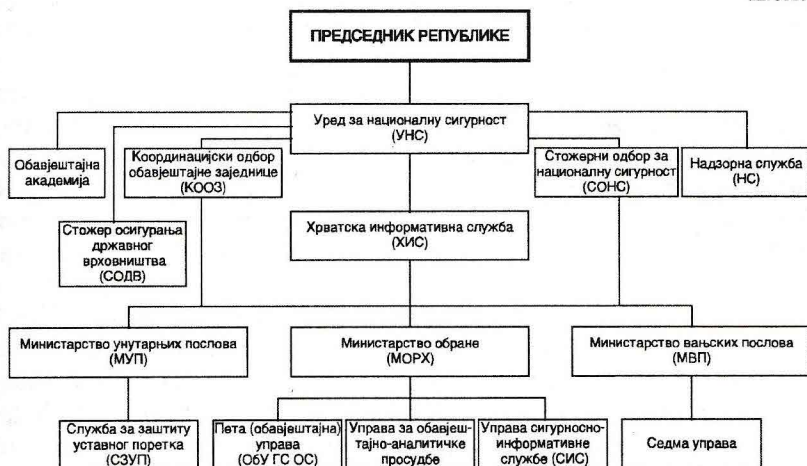 ПРЕДСЕДНИК РЕПУБЛИКЕ
Уред за националну сигурност
(УНС)
Обавјештајна
академија
Координацијски одбор
обавјештајне заједнице
(КООЗ)
Стожерни одбор за
националну сигурност
(СОНС)
Надзорна служба
(НС)
Стожер осигурања
државног
врховништва
(СОДВ)
Хрватска информативна служба
(ХИС)
Министарство унутарњих послова
(МУП)
Министарство обране
(МОРХ)
Министарство вањских послова
(МВП)
Служба за заштиту
уставног поретка
(СЗУП)
Пета (обавјештајна)
управа
(ОбУ ГС ОС)
Управа за обавјеш-
тајно-аналитичке
просудбе
Управа сигурносно-
информативне
службе (СИС)
Седма управа